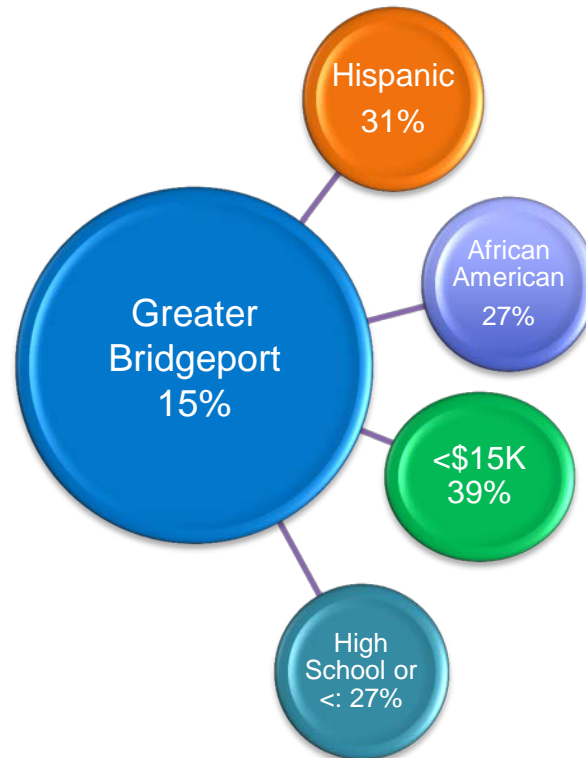 Hispanic
31%
African
American
27%
Greater
Bridgeport
15%
<$15K
39%
High
School or
<: 27%